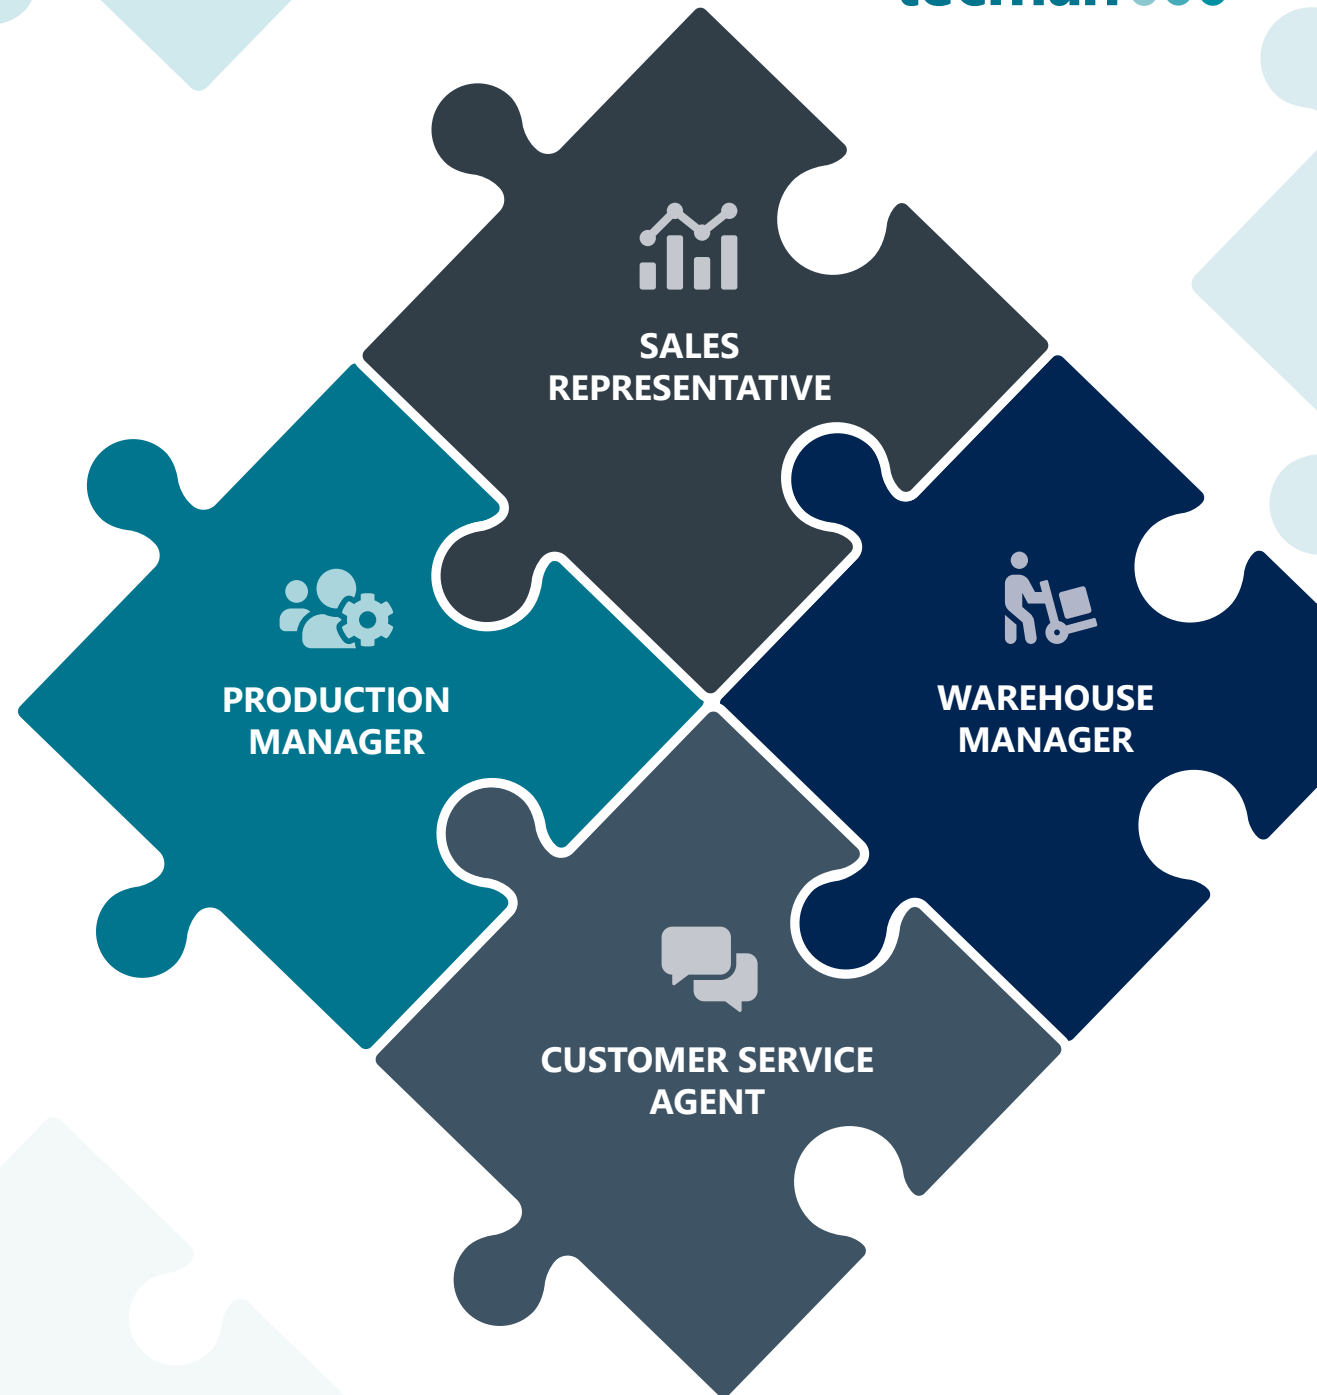 SALES
REPRESENTATIVE
PRODUCTION
MANAGER
WAREHOUSE
MANAGER
CUSTOMER SERVICE
AGENT